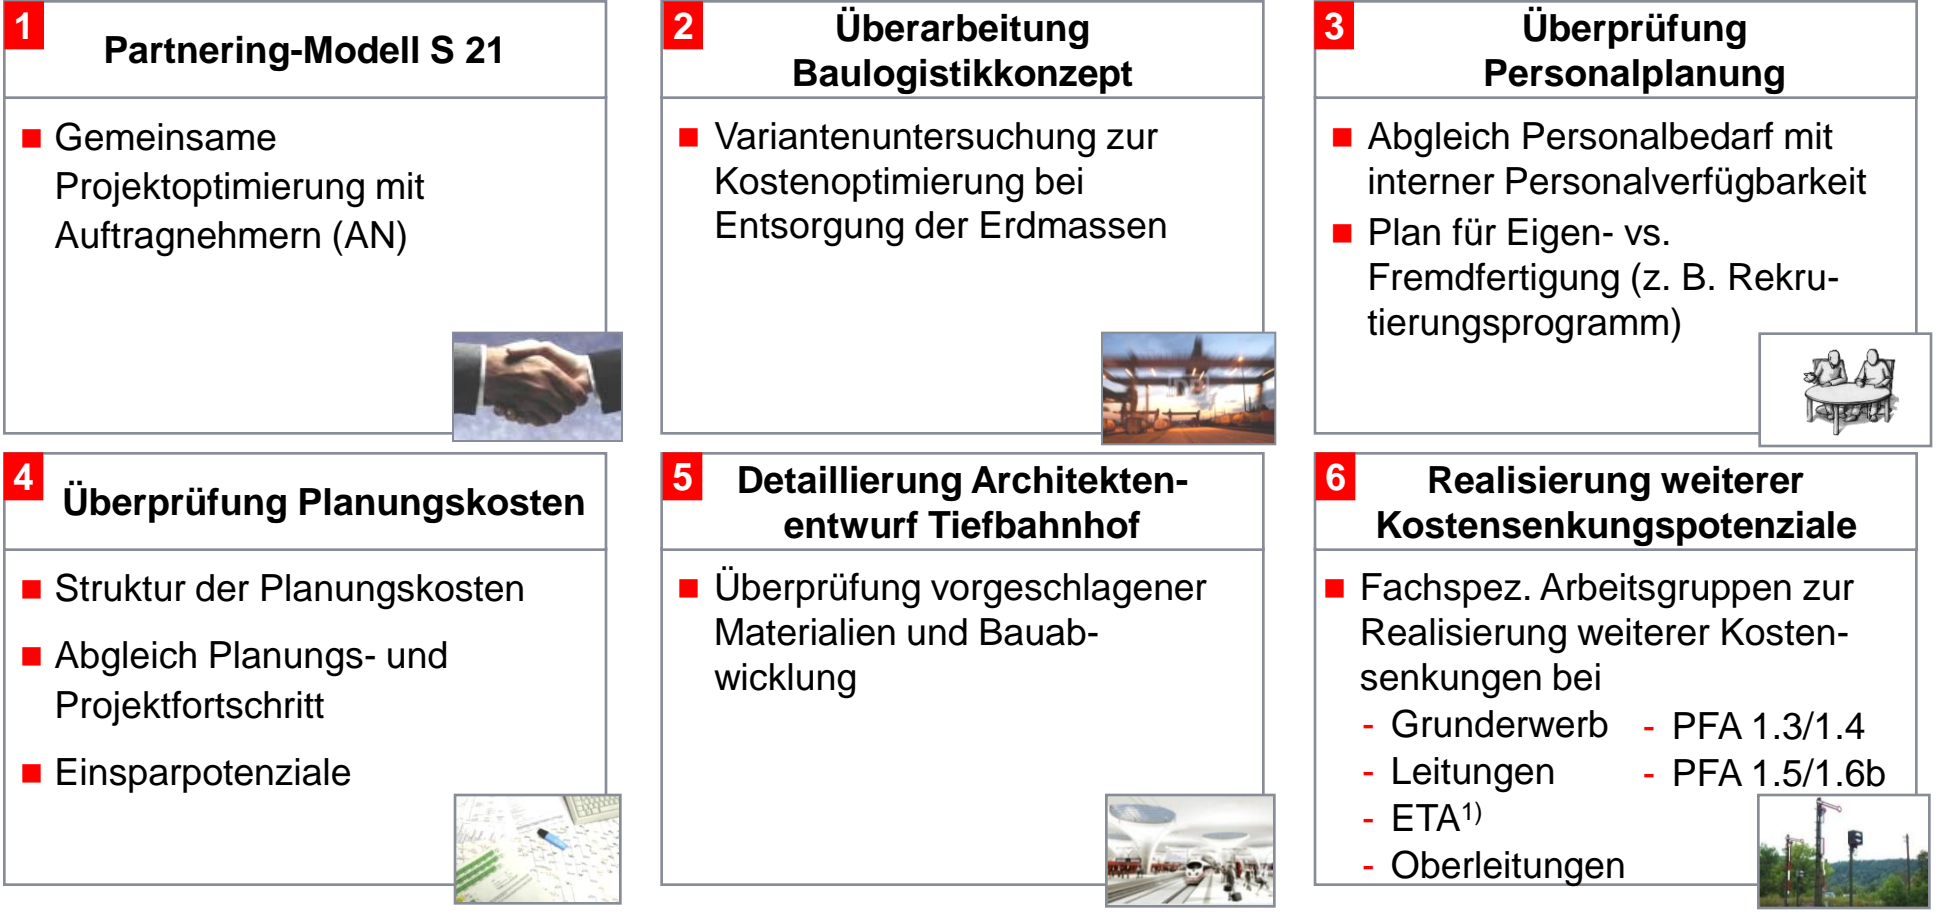 1
Partnering-Modell S 21
Gemeinsame
Projektoptimierung mit
Auftragnehmern (AN)
2
Überarbeitung
Baulogistikkonzept
Variantenuntersuchung zur
Kostenoptimierung bei
Entsorgung der Erdmassen
3
Überprüfung
Personalplanung
Abgleich Personalbedarf mit
interner Personalverfügbarkeit
Plan für Eigen- vs.
Fremdfertigung (z. B. Rekru-
tierungsprogramm)
4
Überprüfung Planungskosten
Struktur der Planungskosten
Abgleich Planungs- und
Projektfortschritt
Einsparpotenziale
5
Detaillierung Architekten-
entwurf Tiefbahnhof
Überprüfung vorgeschlagener
Materialien und Bauab-
wicklung
6
Realisierung weiterer
Kostensenkungspotenziale
Fachspez. Arbeitsgruppen zur
Realisierung weiterer Kosten-
senkungen bei
- Grunderwerb
- Leitungen
- ETA1)
- Oberleitungen
- PFA 1.3/1.4
- PFA 1.5/1.6b